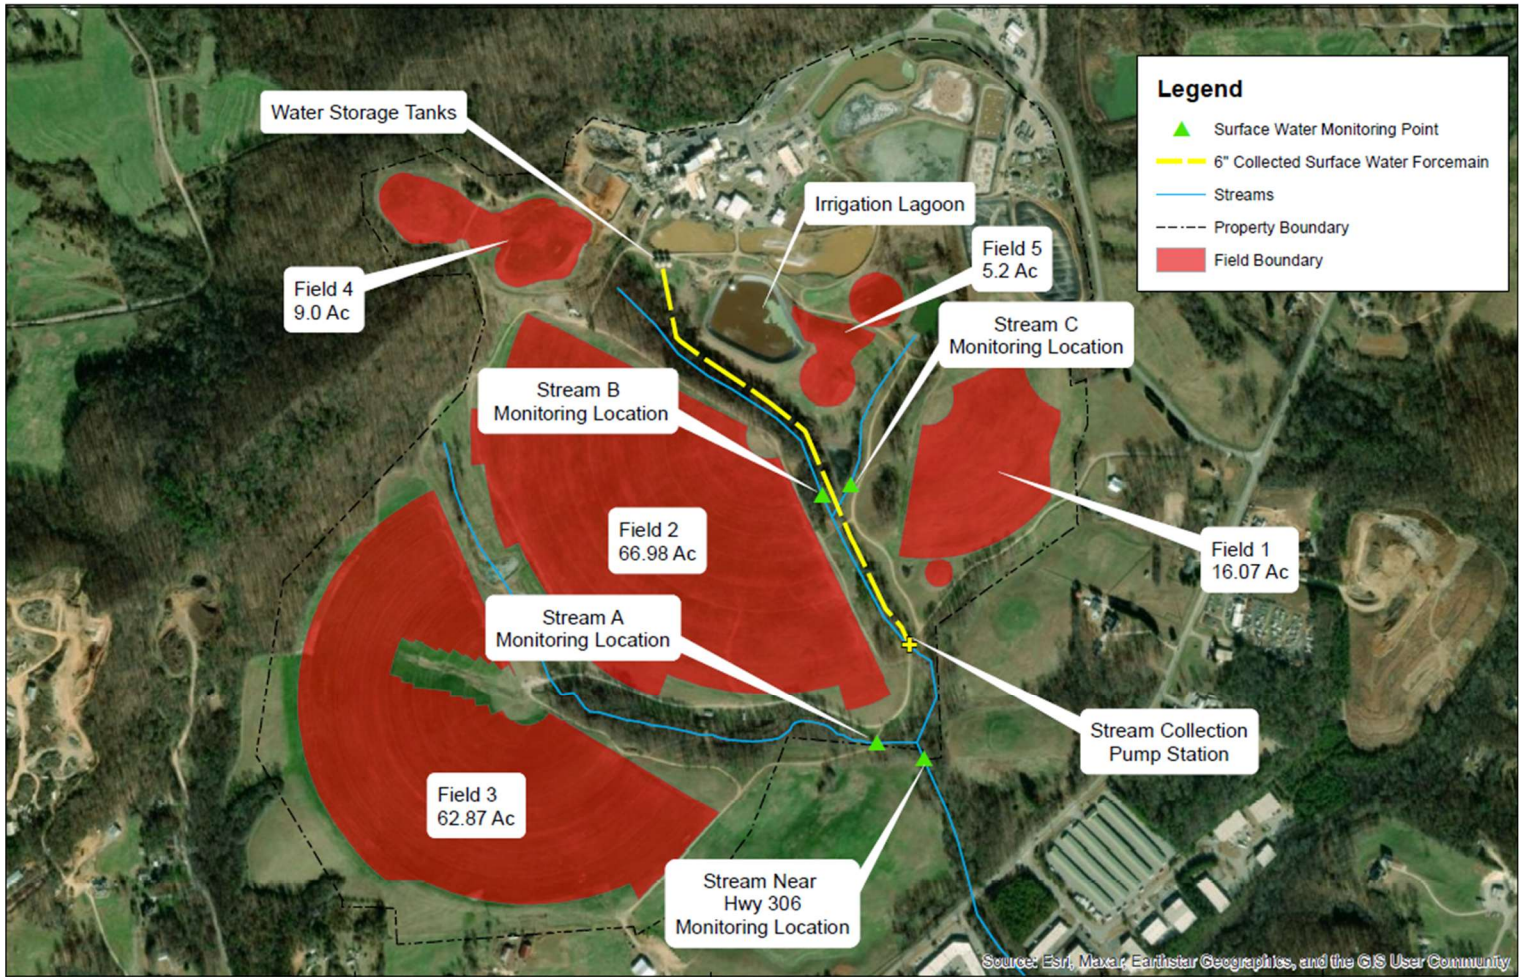 Legend
Surface Water Monitoring Point
6" Collected Surface Water Forcemain
Streams
Property Boundary
Field Boundary
Water Storage Tanks
Irrigation Lagoon
Field 5
5.2 Ac
Field 4
9.0 Ac
Stream C
Monitoring Location
Stream B
Monitoring Location
Field 2
66.98 Ac
Field 1
16.07 Ac
Stream A
Monitoring Location
Stream Collection
Pump Station
Field 3
62.87 Ac
Stream Near
Hwy 306
Monitoring Location
Source: Esri, Maxar, Earthstar Geographics, and the GIS User Community